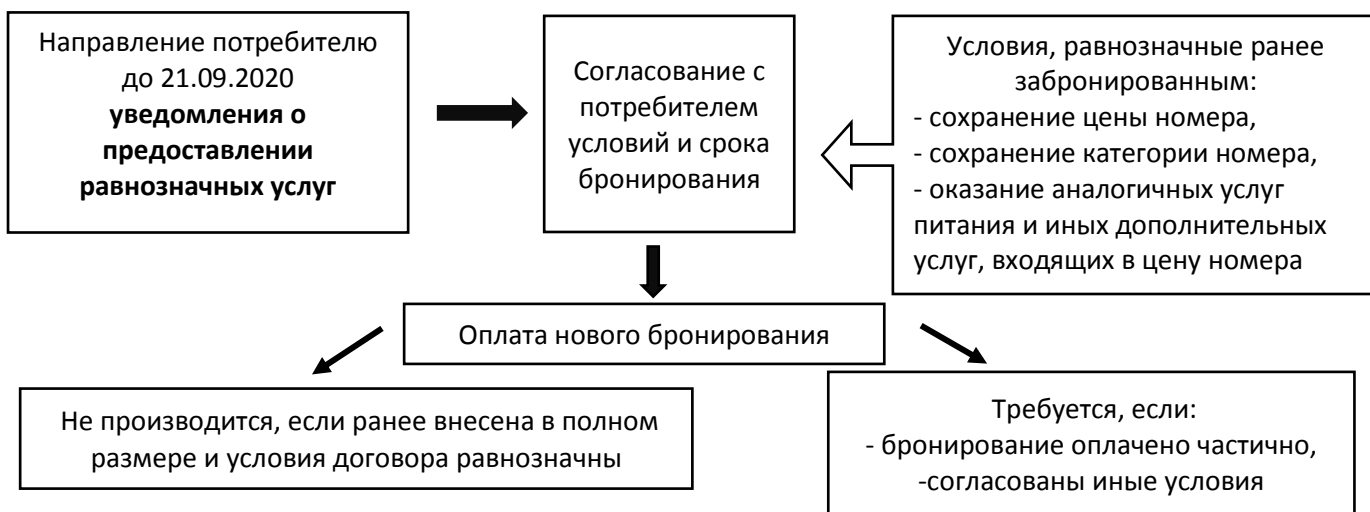 Направление потребителю
до 21.09.2020
уведомления о
предоставлении
равнозначных услуг
Согласование с
потребителем
условий и срока
бронирования
Условия, равнозначные ранее
забронированным:
- сохранение цены номера,
- сохранение категории номера,
- оказание аналогичных услуг
питания и иных дополнительных
услуг, входящих в цену номера
Оплата нового бронирования
Не производится, если ранее внесена в полном
размере и условия договора равнозначны
Требуется, если:
- бронирование оплачено частично,
-согласованы иные условия